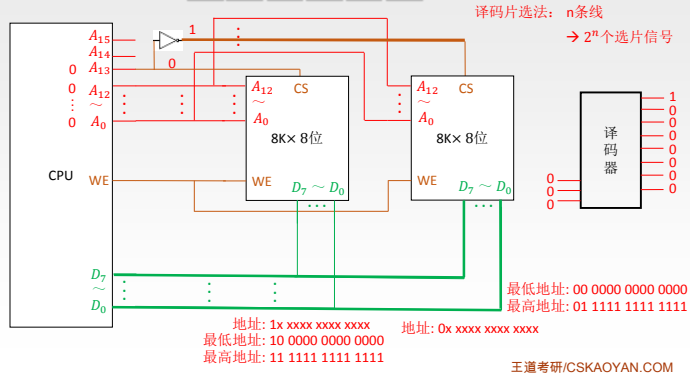 译码片选法： n条线
→ 2ⁿ个选片信号
A₁₅
A₁₄
0 A₁₃
0 A₁₂
⋮ ～
0 A₀
CPU
WE
D₇
⋮
D₀
1
0
⋮
CS
A₁₂
～
A₀
8K× 8位
WE
D₇ ～ D₀
…
CS
A₁₂
～
A₀
8K× 8位
WE
D₇ ～ D₀
…
译
码
器
0
0
0
1
0
0
0
0
0
0
0
地址: 1x xxxx xxxx xxxx
最低地址: 10 0000 0000 0000
最高地址: 11 1111 1111 1111
地址: 0x xxxx xxxx xxxx
最低地址: 00 0000 0000 0000
最高地址: 01 1111 1111 1111
王道考研/CSKAOYAN.COM